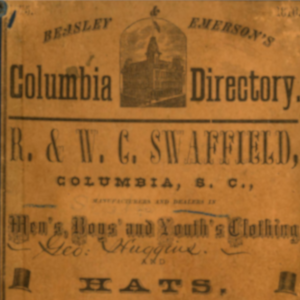 BEASLEY & EMERSON'S
Columbia Directory.
R. & W. C. SWAFFIELD,
COLUMBIA, S. C.,
MANUFACTURERS AND DEALERS IN
Men's, Boys' and Youth's Clothing
Geo. Huggins.
AND
HATS,